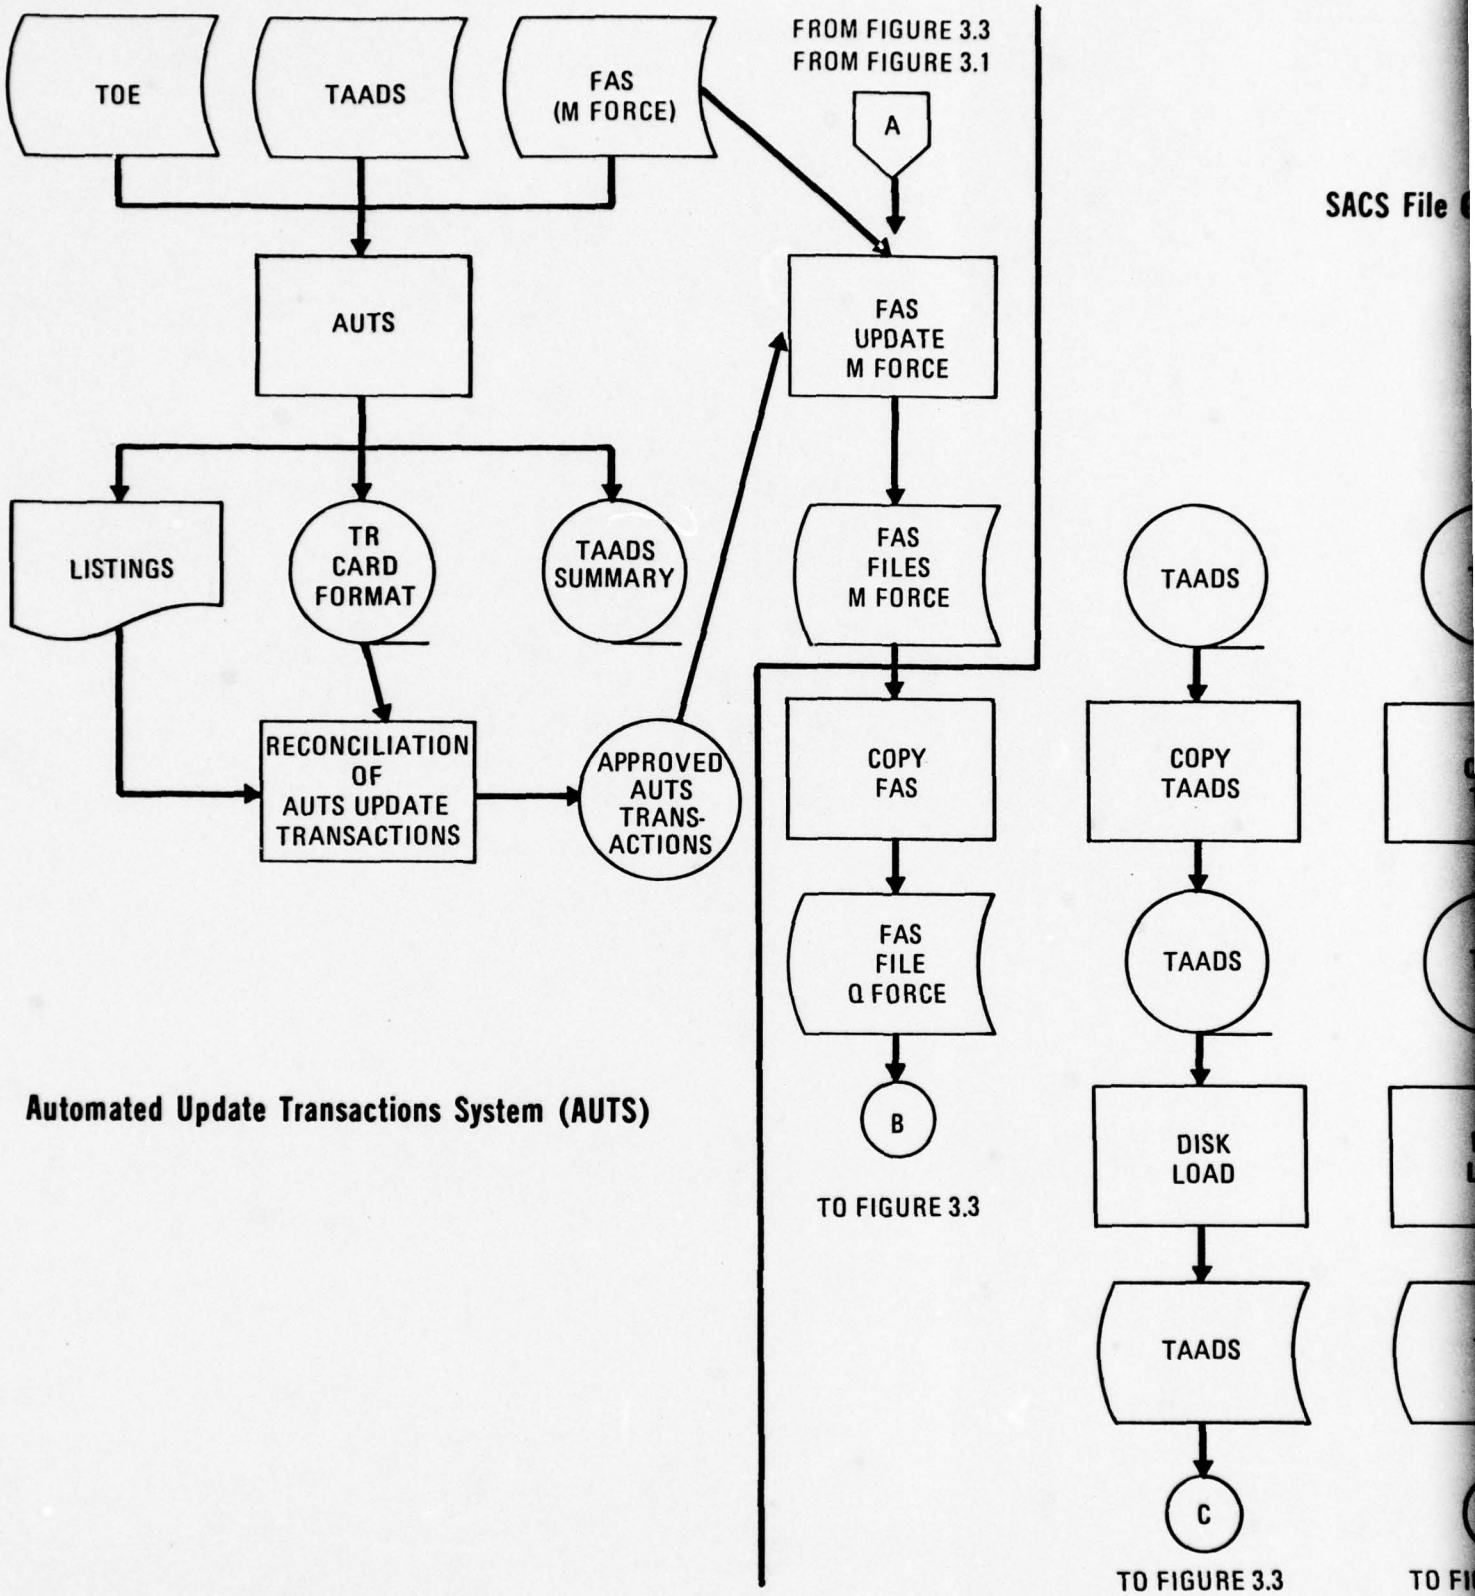 FROM FIGURE 3.3
FROM FIGURE 3.1
TOE
TAADS
FAS
(M FORCE)
A
SACS File
AUTS
FAS
UPDATE
M FORCE
LISTINGS
TR
CARD
FORMAT
TAADS
SUMMARY
FAS
FILES
M FORCE
TAADS
RECONCILIATION
OF
AUTS UPDATE
TRANSACTIONS
APPROVED
AUTS
TRANS-
ACTIONS
COPY
FAS
COPY
TAADS
FAS
FILE
Q FORCE
TAADS
Automated Update Transactions System (AUTS)
B
DISK
LOAD
TO FIGURE 3.3
TAADS
C
TO FIGURE 3.3
TO